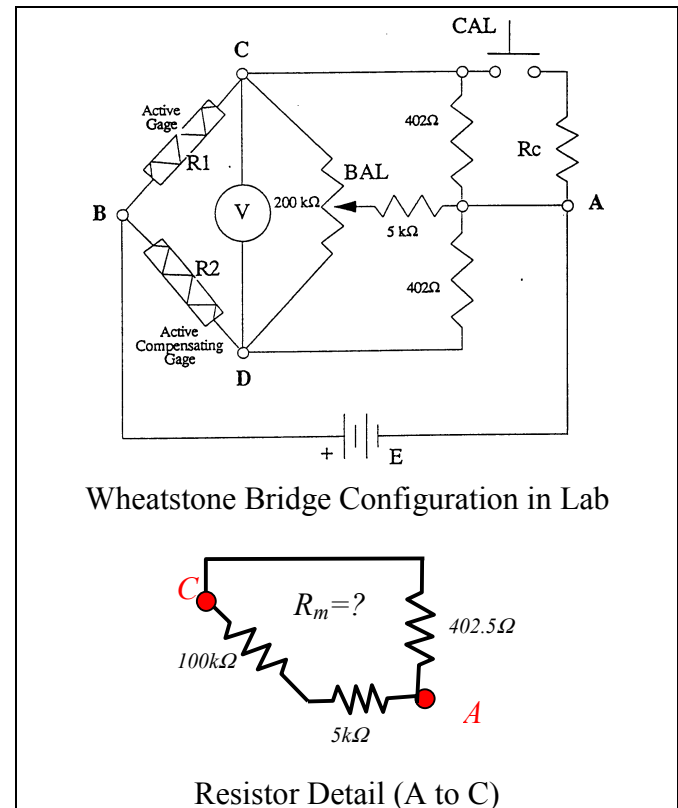 CAL
C
Active
Gage
R1
402Ω
Rc
BAL
B
V
200 kΩ
A
5 kΩ
R2
402Ω
Active
Compensating
Gage
D
+
E
Wheatstone Bridge Configuration in Lab
C
Rm=?
402.5Ω
100kΩ
A
5kΩ
Resistor Detail (A to C)